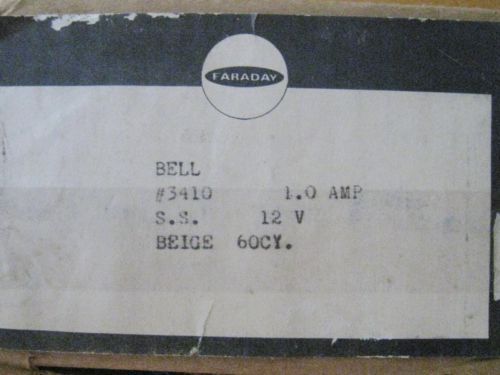 FARADAY
BELL
#3410 1.0 AMP
S.S. 12 V
BEIGE 60CY.